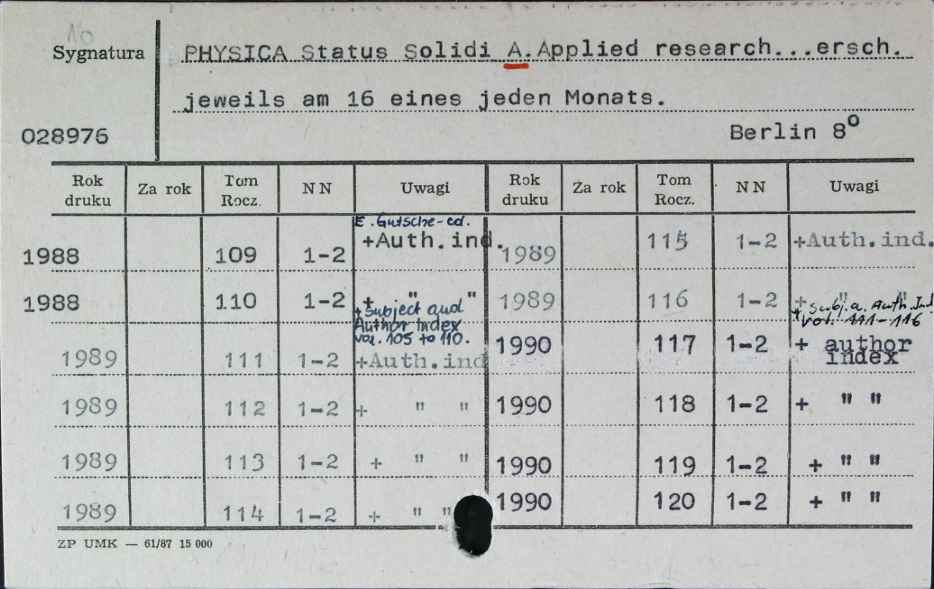 10
Sygnatura PHYSICA Status Solidi A. Applied research...ersch.
jeweils am 16 eines jeden Monats.
028976 Berlin 8°
Rok druku Za rok Tom Rocz. NN Uwagi Rok druku Za rok Tom Rocz. NN Uwagi
E. Gutsche-ed.
1988 109 1-2 +Auth.ind. 1989 115 1-2 +Auth.ind.
1988 110 1-2 + " " 1989 116 1-2 + " "
+Subject and Author Index vol. 105 to 110. + Subj. a. Auth. Ind. vol. 111-116
1989 111 1-2 +Auth.ind 1990 117 1-2 + author index
1989 112 1-2 + " " 1990 118 1-2 + " "
1989 113 1-2 + " " 1990 119 1-2 + " "
1989 114 1-2 + " " 1990 120 1-2 + " "
ZP UMK — 61/87 15 000